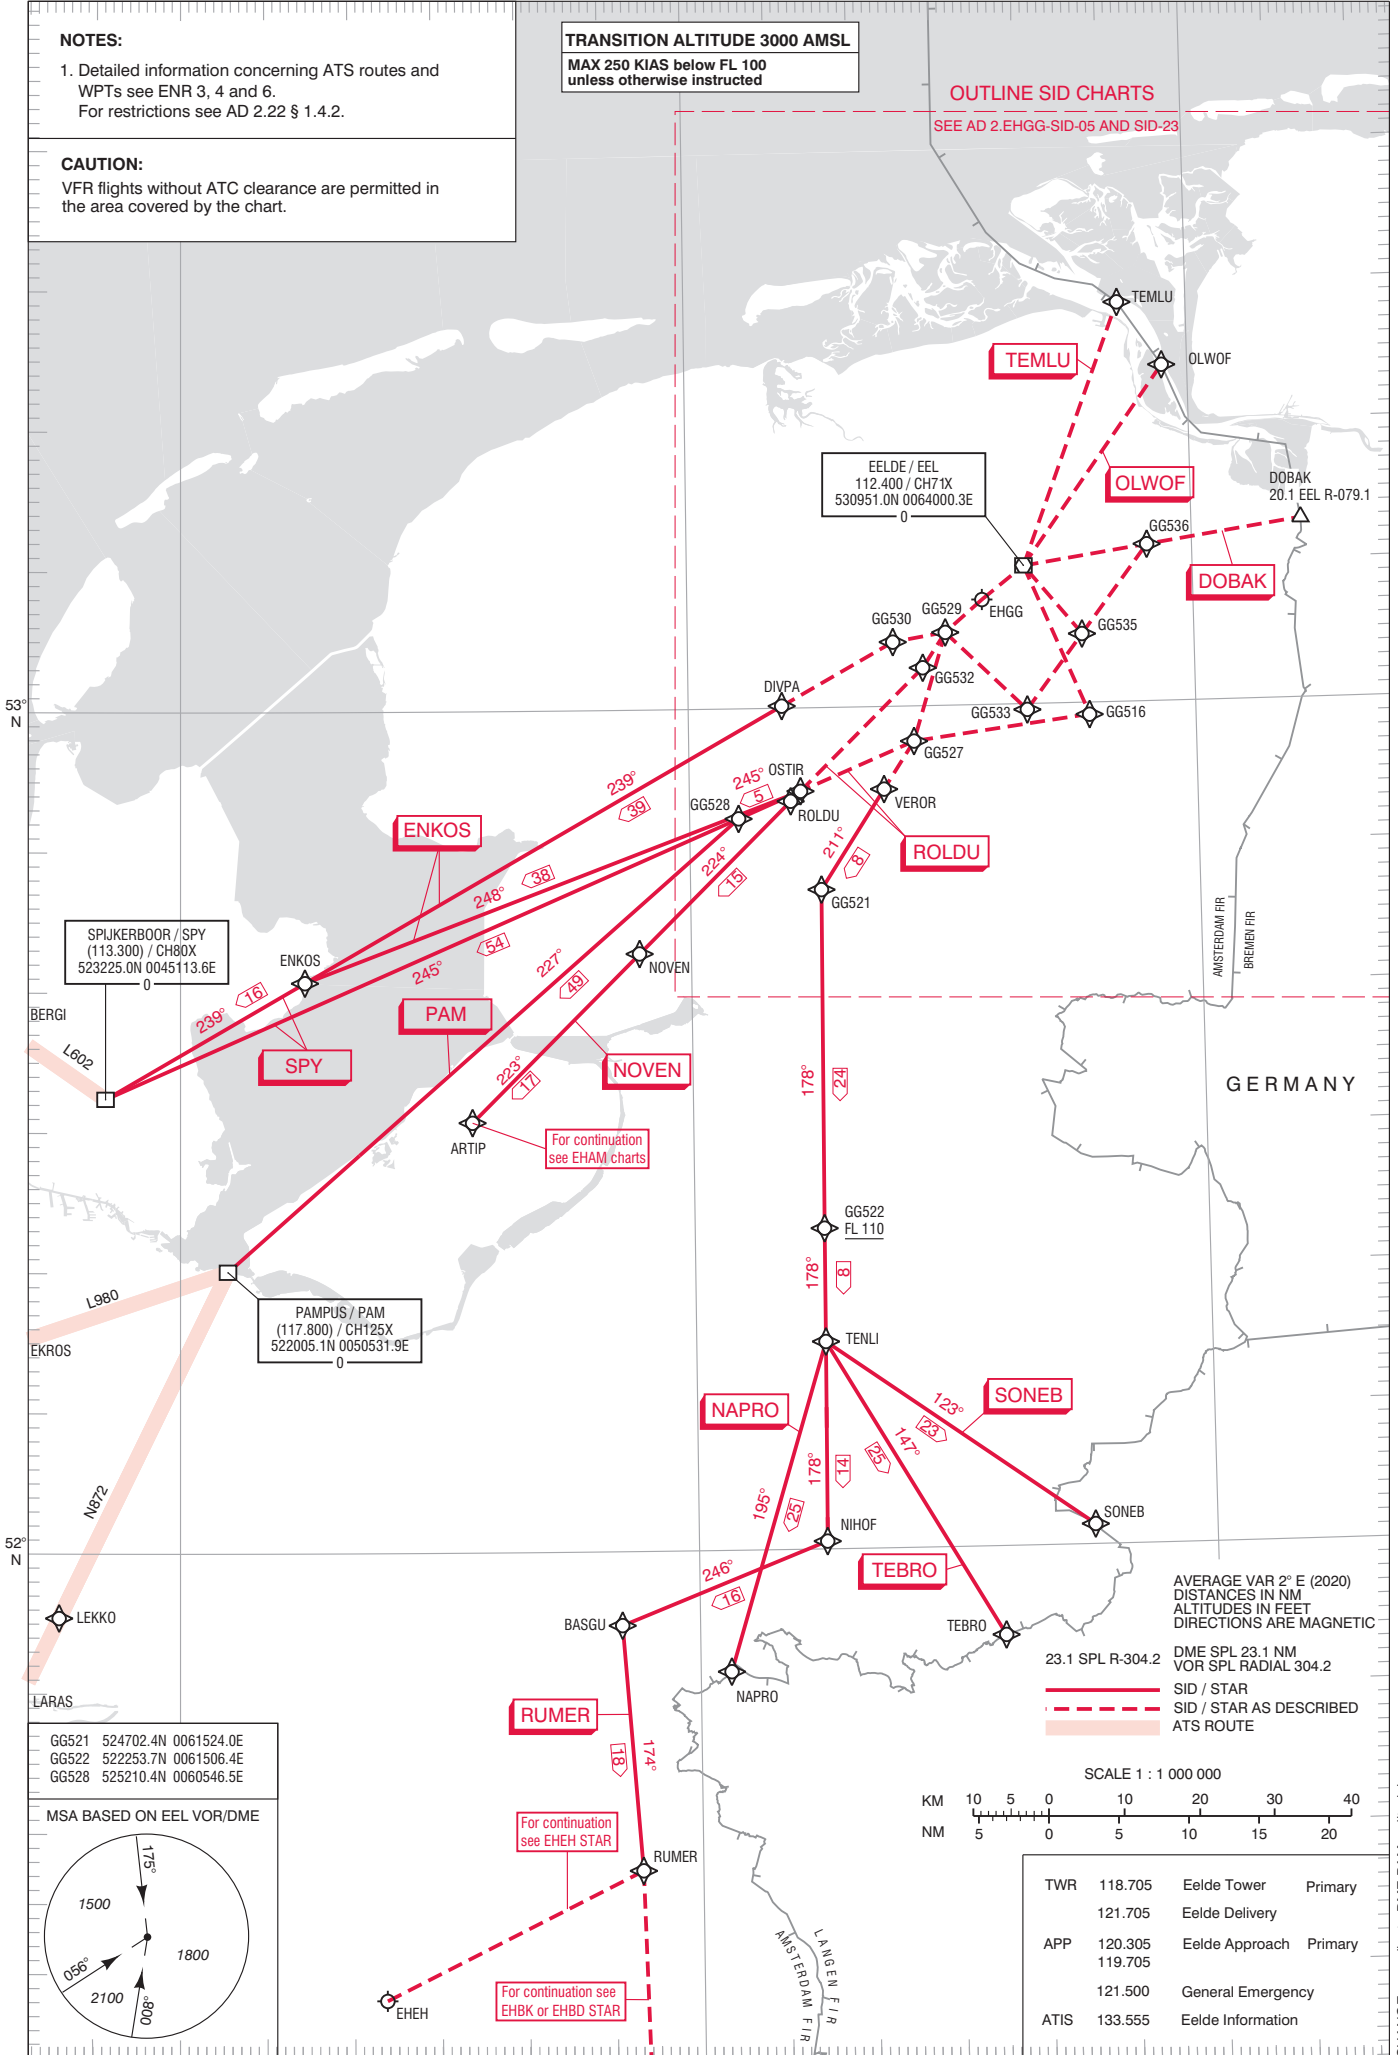 NOTES:
1. Detailed information concerning ATS routes and
WPTs see ENR 3, 4 and 6.
For restrictions see AD 2.22 § 1.4.2.
CAUTION:
VFR flights without ATC clearance are permitted in
the area covered by the chart.
TRANSITION ALTITUDE 3000 AMSL
MAX 250 KIAS below FL 100
unless otherwise instructed
OUTLINE SID CHARTS
SEE AD 2.EHGG-SID-05 AND SID-23
TEMLU
TEMLU
OLWOF
OLWOF
EELDE / EEL
112.400 / CH71X
530951.0N 0064000.3E
0
DOBAK
20.1 EEL R-079.1
GG536
DOBAK
EHGG
GG535
GG529
GG530
GG532
GG533
GG516
GG527
DIVPA
53°
N
239°
39
245°
5
OSTIR
ROLDU
GG528
VEROR
ROLDU
ENKOS
248°
38
224°
15
211°
8
GG521
54
245°
SPIJKERBOOR / SPY
(113.300) / CH80X
523225.0N 0045113.6E
0
ENKOS
239°
16
227°
49
NOVEN
AMSTERDAM FIR
BREMEN FIR
BERGI
L602
SPY
PAM
NOVEN
223°
17
178°
24
GERMANY
ARTIP
For continuation
see EHAM charts
GG522
FL 110
178°
8
L980
EKROS
PAMPUS / PAM
(117.800) / CH125X
522005.1N 0050531.9E
0
TENLI
NAPRO
SONEB
123°
23
147°
25
178°
14
195°
25
N872
SONEB
NIHOF
52°
N
246°
16
TEBRO
LEKKO
BASGU
TEBRO
NAPRO
LARAS
RUMER
174°
18
AVERAGE VAR 2° E (2020)
DISTANCES IN NM
ALTITUDES IN FEET
DIRECTIONS ARE MAGNETIC
23.1 SPL R-304.2
DME SPL 23.1 NM
VOR SPL RADIAL 304.2
SID / STAR
SID / STAR AS DESCRIBED
ATS ROUTE
GG521 524702.4N 0061524.0E
GG522 522253.7N 0061506.4E
GG528 525210.4N 0060546.5E
SCALE 1 : 1 000 000
KM 10 5 0 10 20 30 40
NM 5 0 5 10 15 20
MSA BASED ON EEL VOR/DME
175°
1500
1800
056°
2100
008°
For continuation
see EHEH STAR
RUMER
EHEH
For continuation see
EHBK or EHBD STAR
AMSTERDAM FIR
LANGEN FIR
TWR 118.705 Eelde Tower Primary
121.705 Eelde Delivery
APP 120.305 Eelde Approach Primary
119.705
121.500 General Emergency
ATIS 133.555 Eelde Information